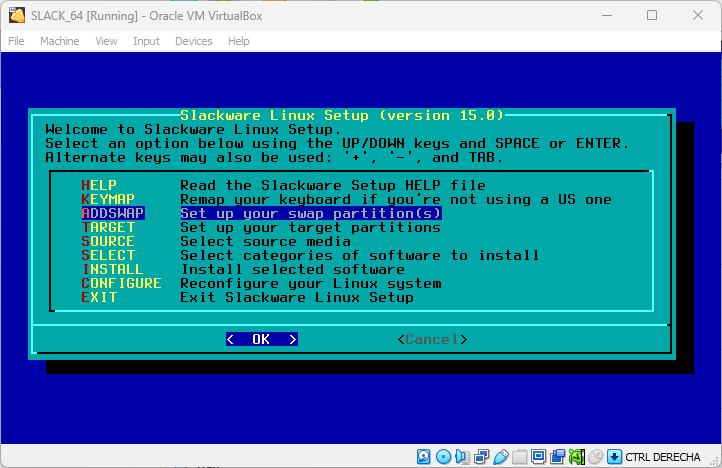 SLACK_64 [Running] - Oracle VM VirtualBox
File Machine View Input Devices Help
Slackware Linux Setup (version 15.0)
Welcome to Slackware Linux Setup.
Select an option below using the UP/DOWN keys and SPACE or ENTER.
Alternate keys may also be used: '+', '-', and TAB.
HELP Read the Slackware Setup HELP file
KEYMAP Remap your keyboard if you're not using a US one
ADDSWAP Set up your swap partition(s)
TARGET Set up your target partitions
SOURCE Select source media
SELECT Select categories of software to install
INSTALL Install selected software
CONFIGURE Reconfigure your Linux system
EXIT Exit Slackware Linux Setup
< OK > <Cancel>
CTRL DERECHA